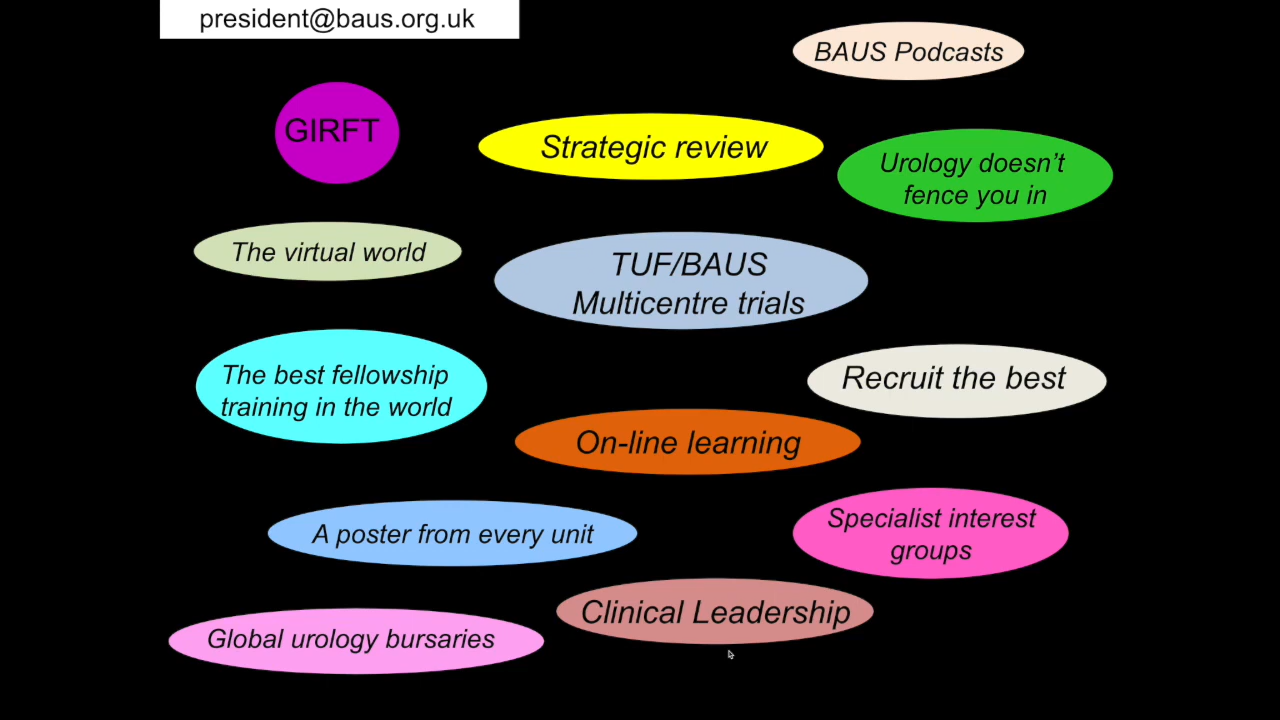 president@baus.org.uk
BAUS Podcasts
GIRFT
Strategic review
Urology doesn’t
fence you in
The virtual world
TUF/BAUS
Multicentre trials
The best fellowship
training in the world
Recruit the best
On-line learning
A poster from every unit
Specialist interest
groups
Clinical Leadership
Global urology bursaries